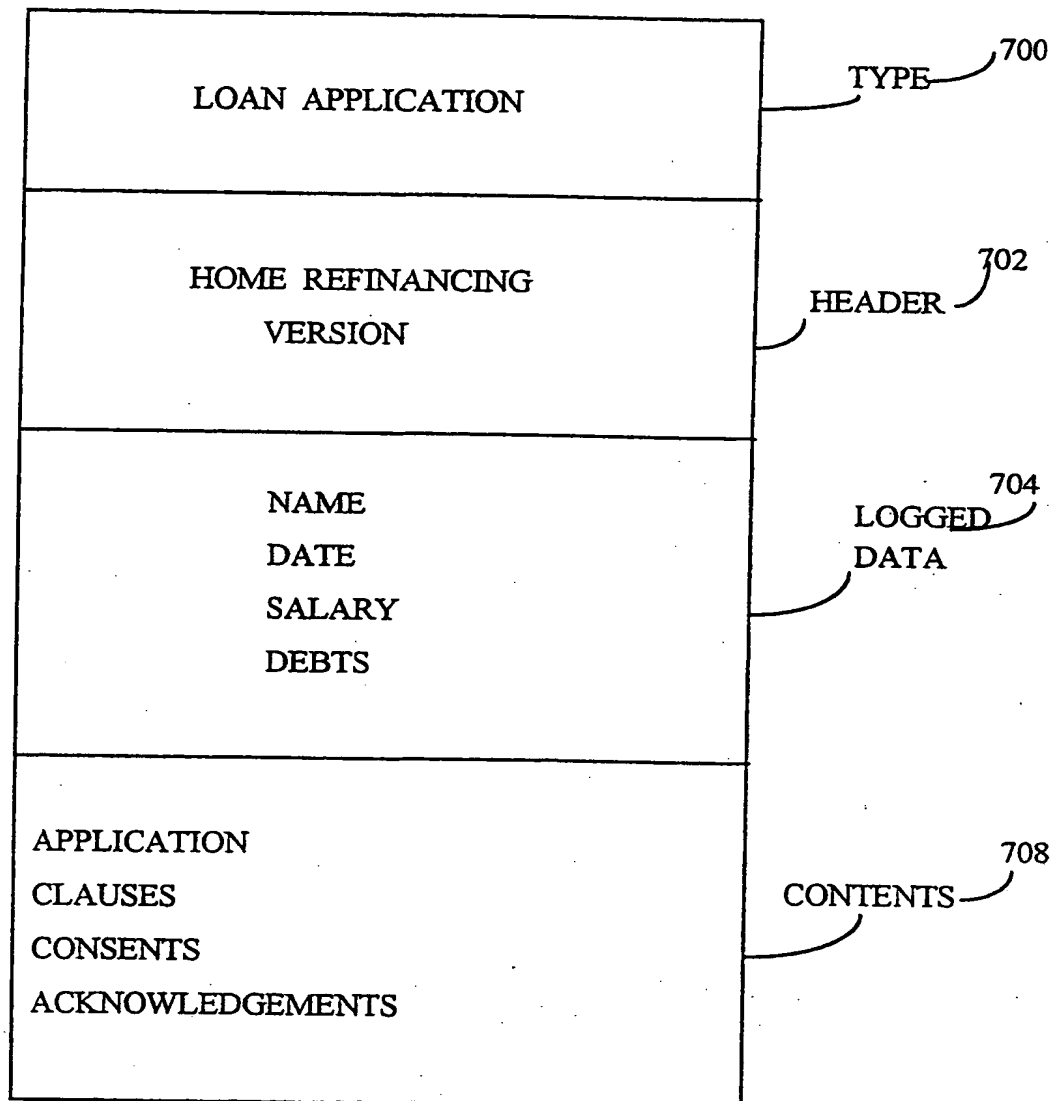 LOAN APPLICATION
TYPE
700
HOME REFINANCING
VERSION
HEADER
702
NAME
DATE
SALARY
DEBTS
LOGGED
DATA
704
APPLICATION
CLAUSES
CONSENTS
ACKNOWLEDGEMENTS
CONTENTS
708